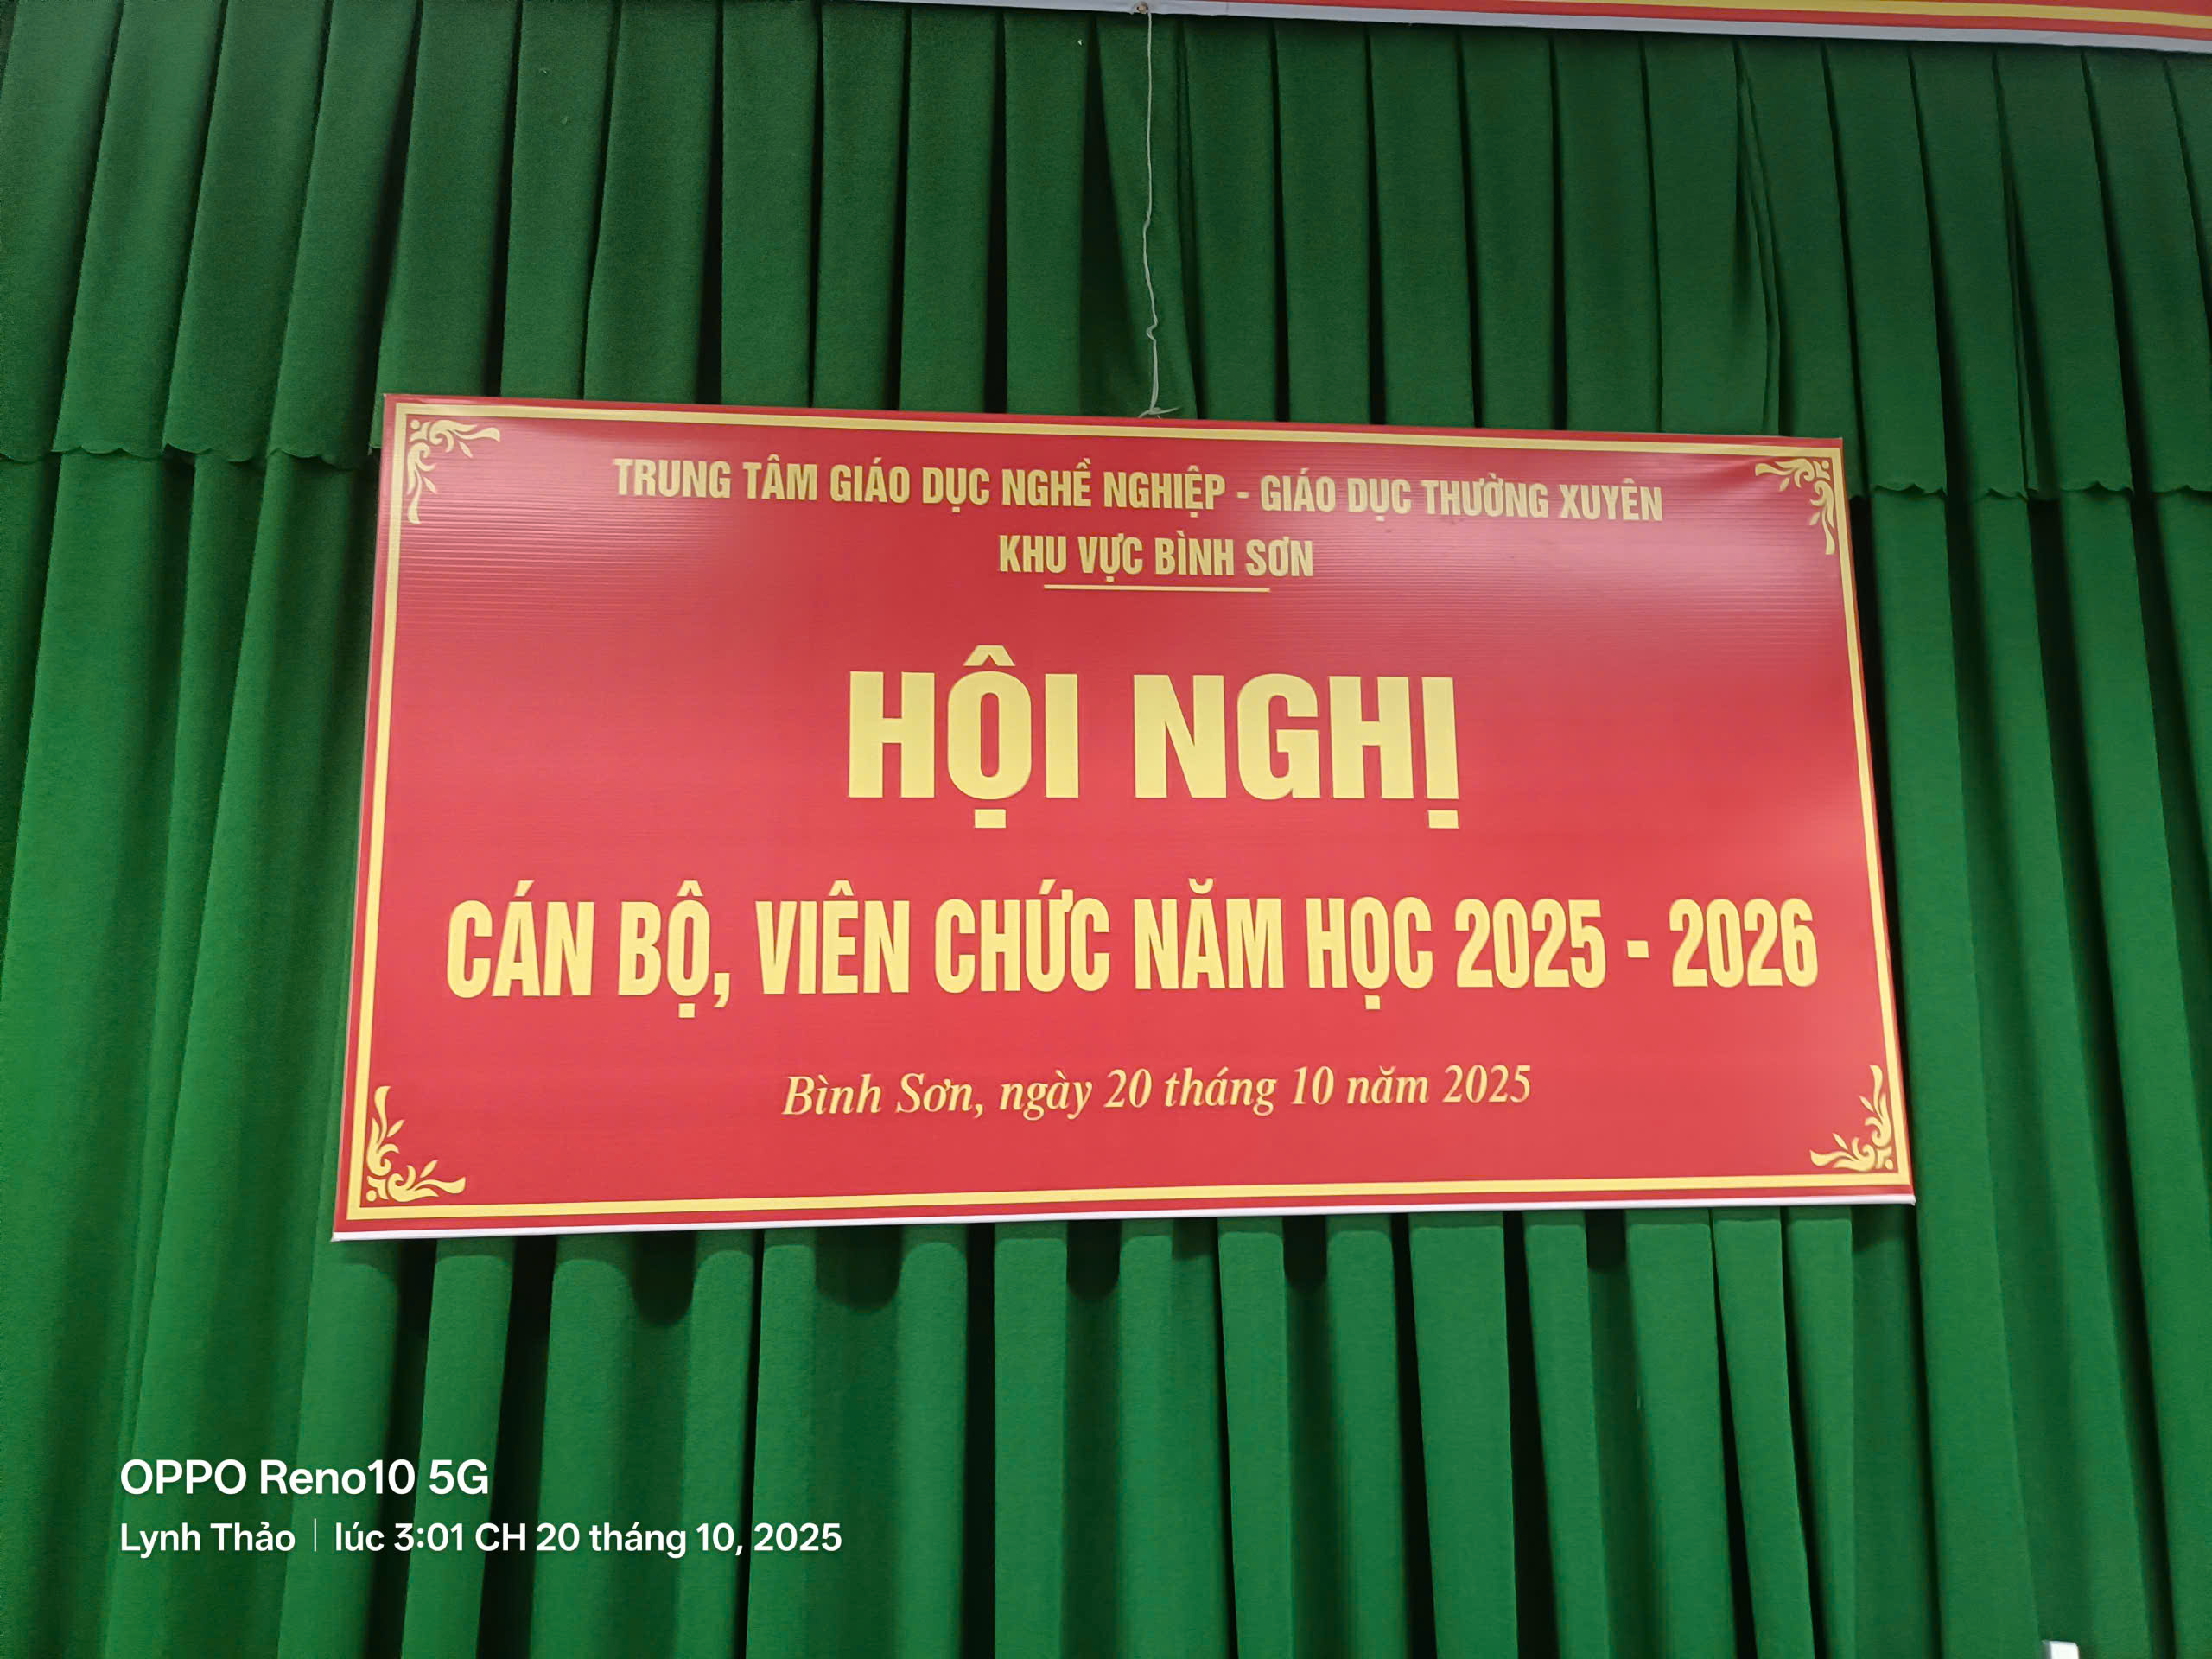 TRUNG TÂM GIÁO DỤC NGHỀ NGHIỆP - GIÁO DỤC THƯỜNG XUYÊN
KHU VỰC BÌNH SƠN
HỘI NGHỊ
CÁN BỘ, VIÊN CHỨC NĂM HỌC 2025 - 2026
Bình Sơn, ngày 20 tháng 10 năm 2025
OPPO Reno10 5G
Lynh Thảo | lúc 3:01 CH 20 tháng 10, 2025